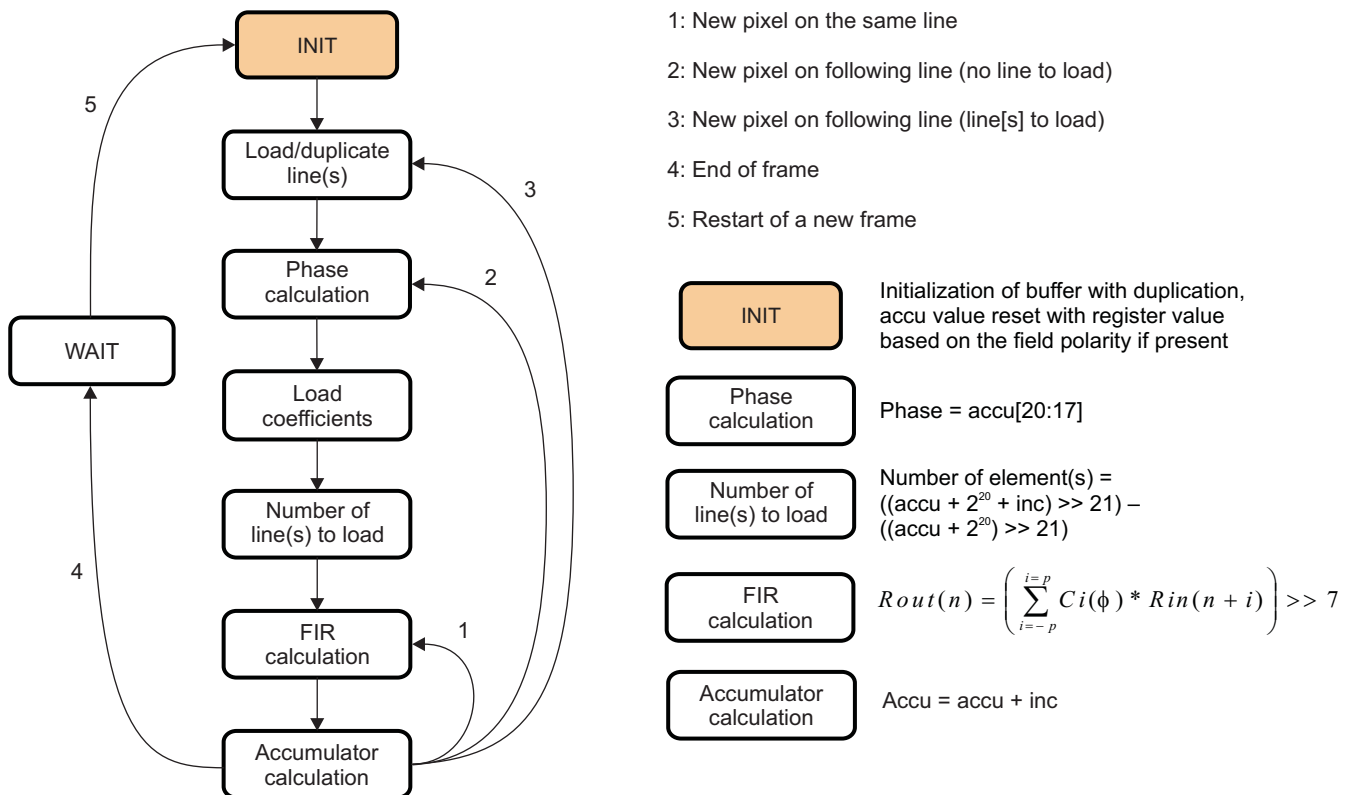 INIT
5
Load/duplicate
line(s)
3
Phase
calculation
2
WAIT
Load
coefficients
Number of
line(s) to load
4
FIR
calculation
1
Accumulator
calculation
1: New pixel on the same line
2: New pixel on following line (no line to load)
3: New pixel on following line (line[s] to load)
4: End of frame
5: Restart of a new frame
INIT
Initialization of buffer with duplication,
accu value reset with register value
based on the field polarity if present
Phase
calculation
Phase = accu[20:17]
Number of
line(s) to load
Number of element(s) =
((accu + 2²⁰ + inc) >> 21) –
((accu + 2²⁰) >> 21)
FIR
calculation
Rout(n) = ( ∑ i=–p i=p Ci(ϕ) * Rin(n + i) ) >> 7
Accumulator
calculation
Accu = accu + inc